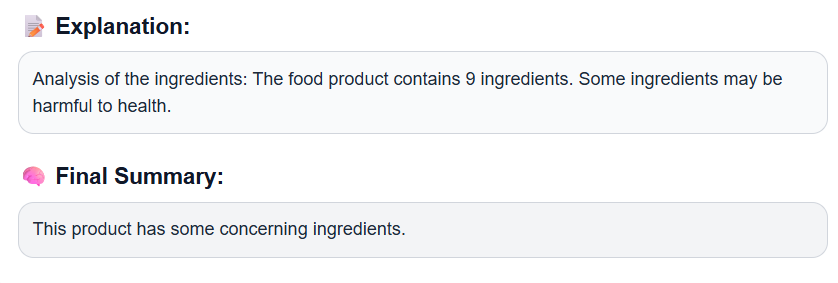 Explanation:
Analysis of the ingredients: The food product contains 9 ingredients. Some ingredients may be
harmful to health.
Final Summary:
This product has some concerning ingredients.